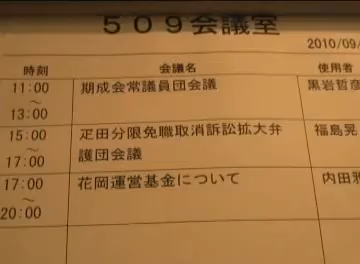 509会議室
2010/09/
時刻 会議名 使用者
11:00 期成会常議員団会議 黒岩哲彦
～
13:00
15:00 疋田分限免職取消訴訟拡大弁 福島晃
～ 護団会議
17:00
17:00 花岡運営基金について 内田雅
～
20:00